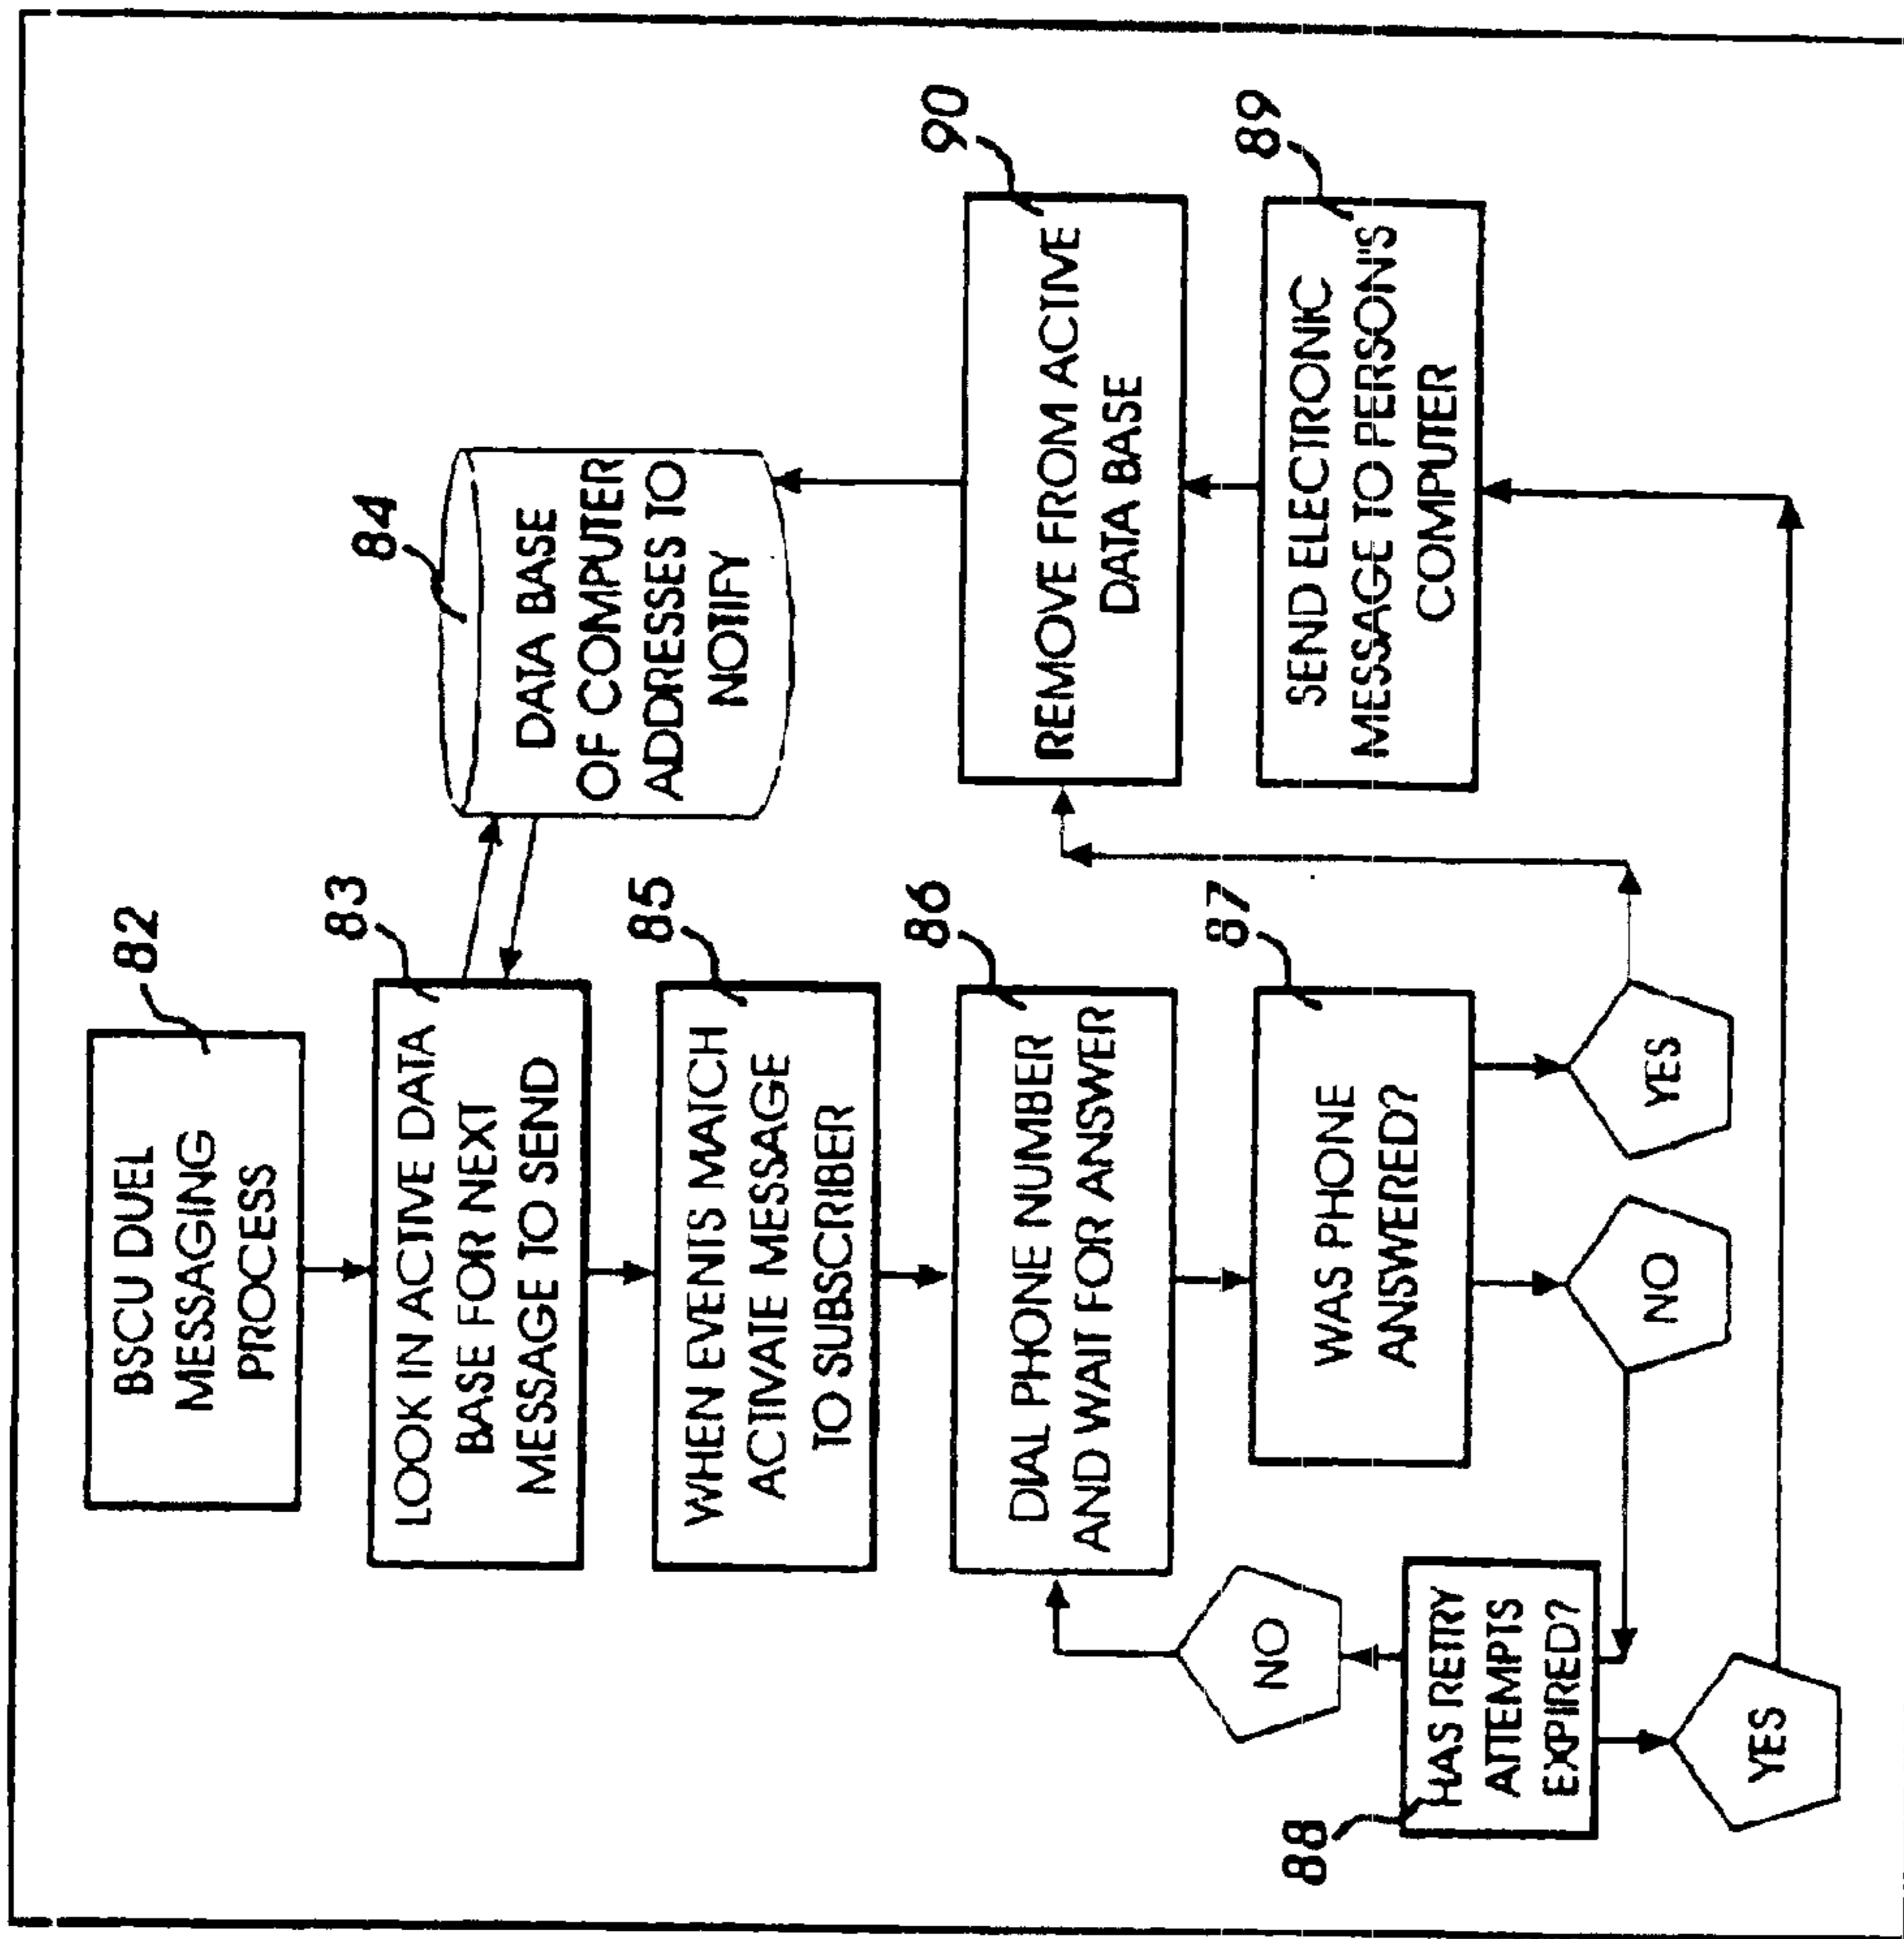 82
BSCU DUEL
MESSAGING
PROCESS
83
LOOK IN ACTIVE DATA
BASE FOR NEXT
MESSAGE TO SEND
84
DATA BASE
OF COMPUTER
ADDRESSES TO
NOTIFY
85
WHEN EVENTS MATCH
ACTIVATE MESSAGE
TO SUBSCRIBER
86
DIAL PHONE NUMBER
AND WAIT FOR ANSWER
87
WAS PHONE
ANSWERED?
NO
YES
88
HAS RETRY
ATTEMPTS
EXPIRED?
NO
YES
90
REMOVE FROM ACTIVE
DATA BASE
89
SEND ELECTRONIC
MESSAGE TO PERSON'S
COMPUTER